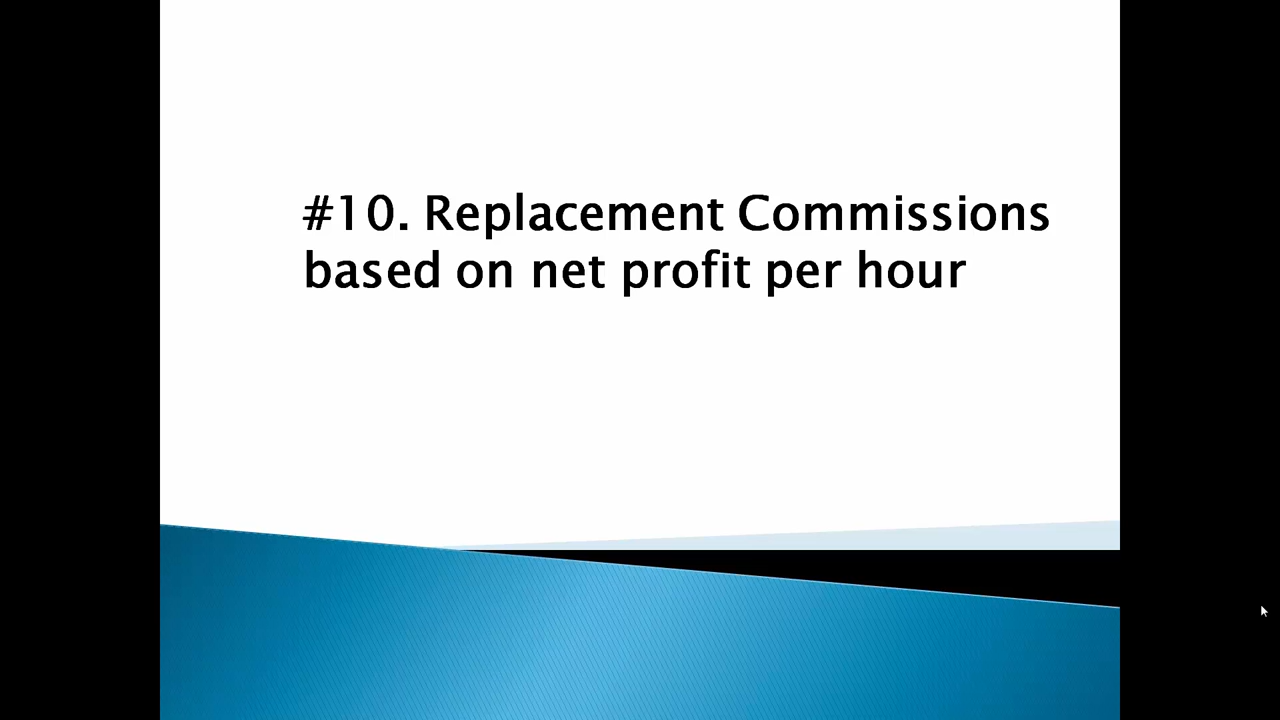 #10. Replacement Commissions
based on net profit per hour